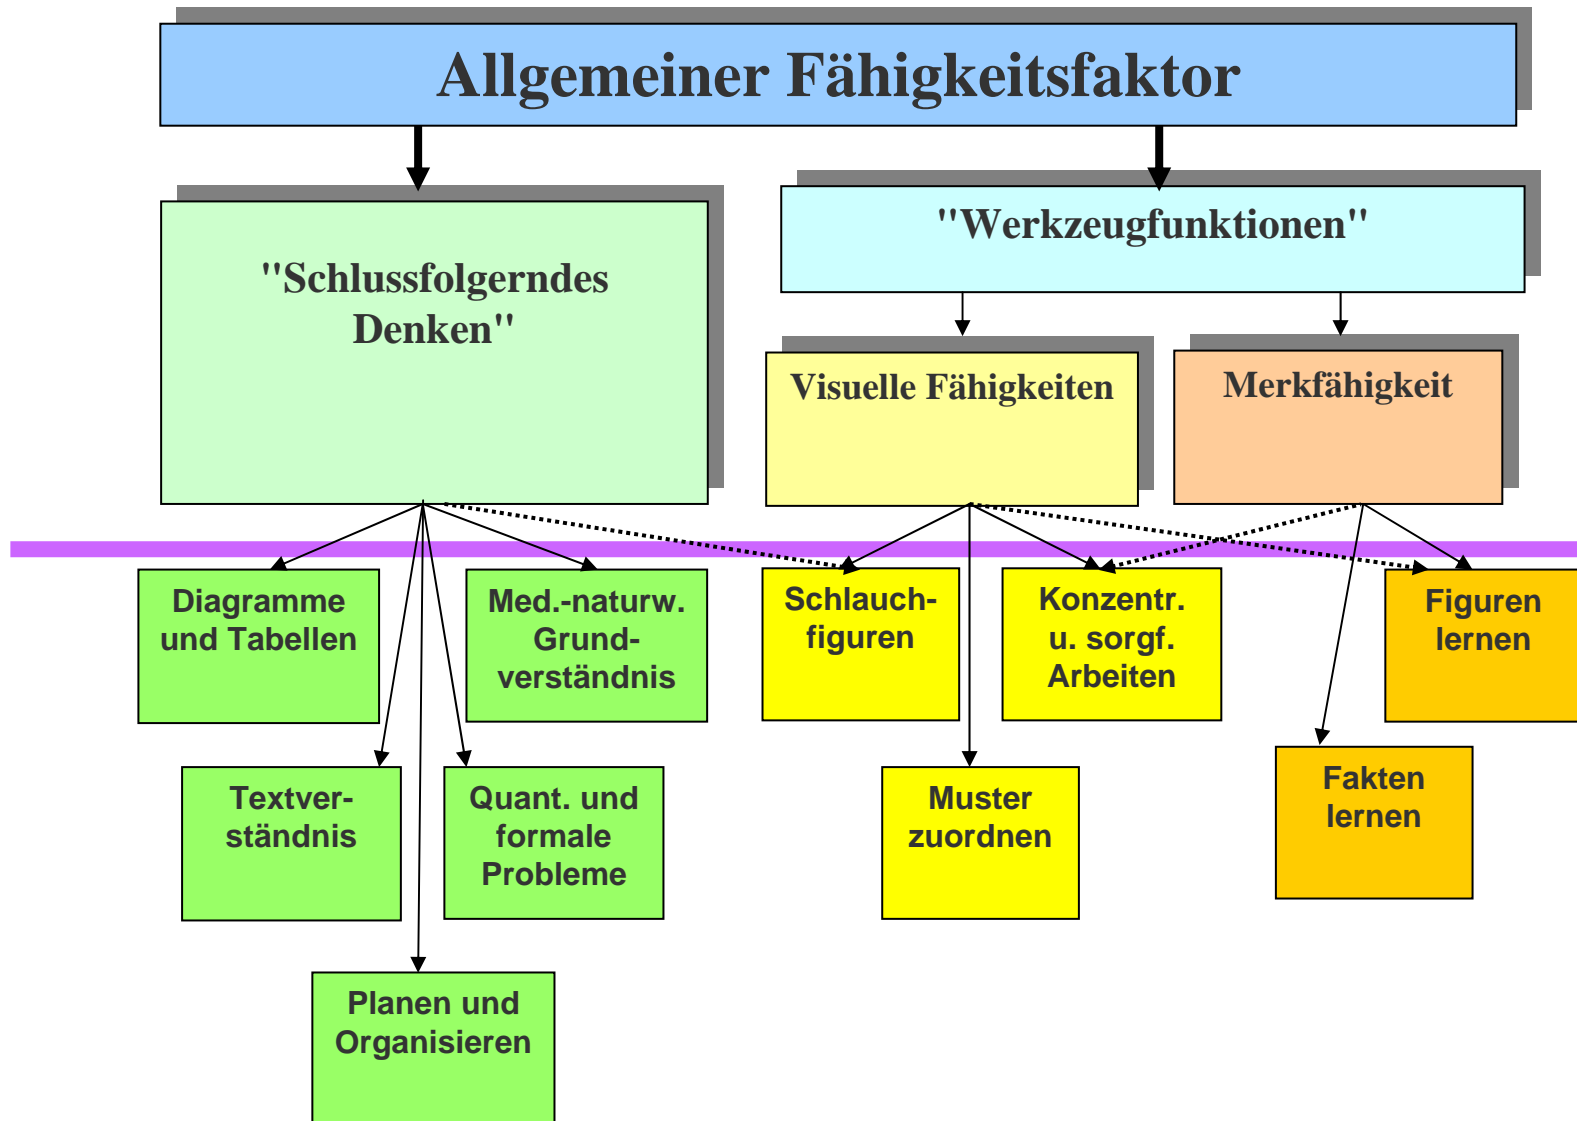 Allgemeiner Fähigkeitsfaktor
"Schlussfolgerndes
Denken"
"Werkzeugfunktionen"
Visuelle Fähigkeiten
Merkfähigkeit
Diagramme
und Tabellen
Med.-naturw.
Grund-
verständnis
Schlauch-
figuren
Konzentr.
u. sorgf.
Arbeiten
Figuren
lernen
Textver-
ständnis
Quant. und
formale
Probleme
Muster
zuordnen
Fakten
lernen
Planen und
Organisieren